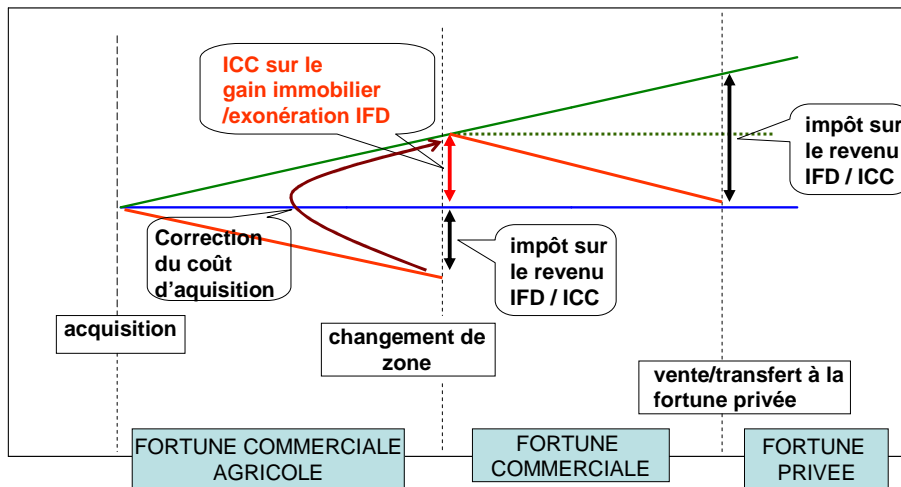 ICC sur le
gain immobilier
/exonération IFD
impôt sur
le revenu
IFD / ICC
Correction
du coût
d'aquisition
impôt sur
le revenu
IFD / ICC
acquisition
changement de
zone
vente/transfert à la
fortune privée
FORTUNE COMMERCIALE
AGRICOLE
FORTUNE
COMMERCIALE
FORTUNE
PRIVEE